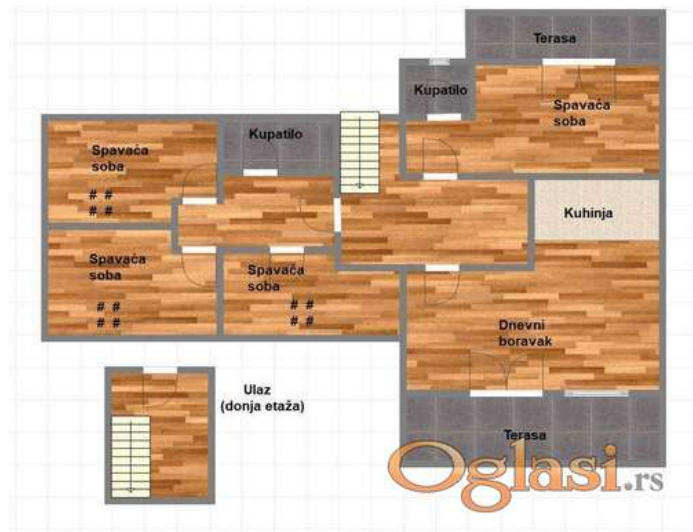 Terasa
Kupatilo
Spavaća
soba
Kupatilo
Spavaća
soba
# #
# #
Kuhinja
Spavaća
soba
# #
# #
Spavaća
soba
# #
# #
Dnevni
boravak
Ulaz
(donja etaža)
Terasa
Oglasi.rs